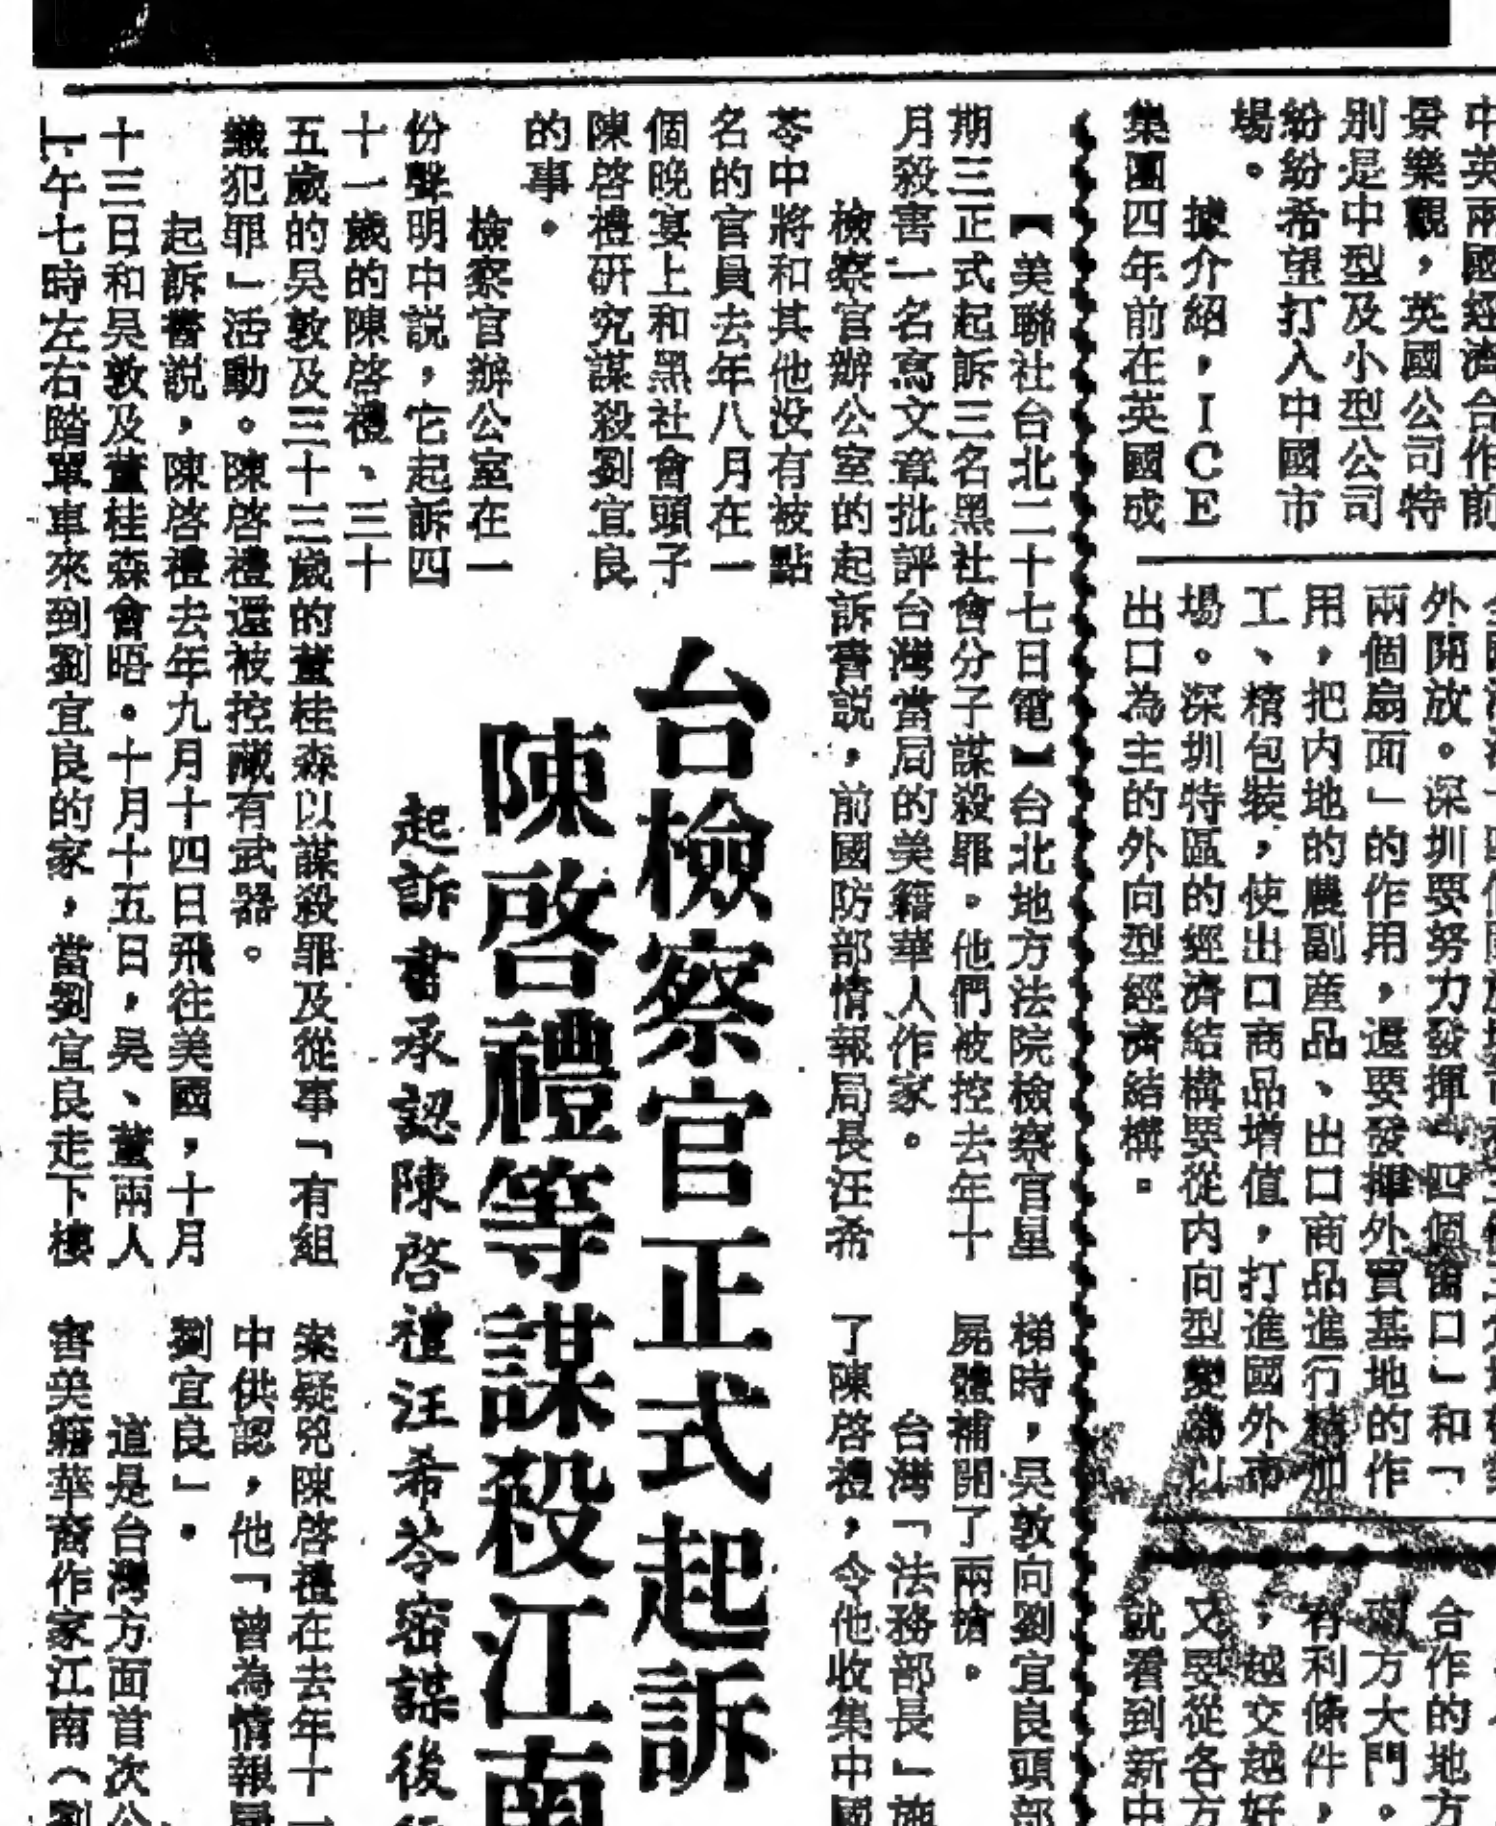 中英兩國經濟合作前
景樂觀，英國公司特
別是中型及小型公司
紛紛希望打入中國市
場。
據介紹，ICE
集團四年前在英國成
外開放。深圳要努力發揮「四個窗口」和「
兩個扇面」的作用，還要發揮外貿基地的作
用，把内地的農副産品、出口商品進行精加
工、精包裝，使出口商品增值，打進國外市
場。深圳特區的經濟結構要從内向型變為以
出口為主的外向型經濟結構。
合作的地方
方大門。
有利條件，
，越交越好
又要從各方
就看到新中
台檢察官正式起訴
陳啓禮等謀殺江南
起訴書承認陳啓禮汪希苓密謀後
【美聯社台北二十七日電】台北地方法院檢察官星
期三正式起訴三名黑社會分子謀殺罪。他們被控去年十
月殺害一名寫文章批評台灣當局的美籍華人作家。
檢察官辦公室的起訴書説，前國防部情報局長汪希
苓中將和其他没有被點
名的官員去年八月在一
個晚宴上和黑社會頭子
陳啓禮研究謀殺劉宜良
的事。
檢察官辦公室在一
份聲明中説，它起訴四
十一歲的陳啓禮、三十
五歲的吳敦及三十三歲的董桂森以謀殺罪及從事「有組
織犯罪」活動。陳啓禮還被控藏有武器。
起訴書説，陳啓禮去年九月十四日飛往美國，十月
十三日和吳敦及董桂森會晤。十月十五日，吳、董兩人
上午七時左右踏單車來到劉宜良的家，當劉宜良走下樓
梯時，吳敦向劉宜良頭部
屍體補開了兩槍。
台灣「法務部長」施
了陳啓禮，令他收集中國
案疑兇陳啓禮在去年十一
中供認，他「曾為情報局
劉宜良」。
這是台灣方面首次公
害美籍華裔作家江南（劉